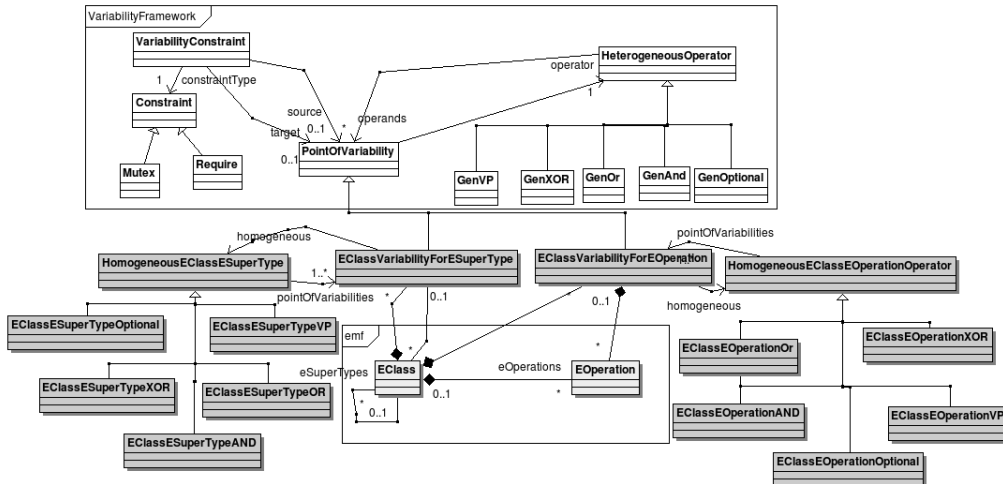 VariabilityFramework
VariabilityConstraint
HeterogeneousOperator
operator
1
constraintType
1
Constraint
source
operands
target
0..1
*
0..1
PointOfVariability
Mutex
Require
GenVP
GenXOR
GenOr
GenAnd
GenOptional
homogeneous
pointOfVariabilities
HomogeneousEClassESuperType
EClassVariabilityForESuperType
EClassVariabilityForEOperation
HomogeneousEClassEOperationOperator
1..*
pointOfVariabilities
*
0..1
*
0..1
homogeneous
EClassESuperTypeOptional
EClassESuperTypeVP
emf
EClassEOperationOr
EClassEOperationXOR
*
*
eSuperTypes
EClass
eOperations
EOperation
0..1
*
*
0..1
EClassESuperTypeXOR
EClassESuperTypeOR
EClassEOperationAND
EClassEOperationVP
EClassESuperTypeAND
EClassEOperationOptional